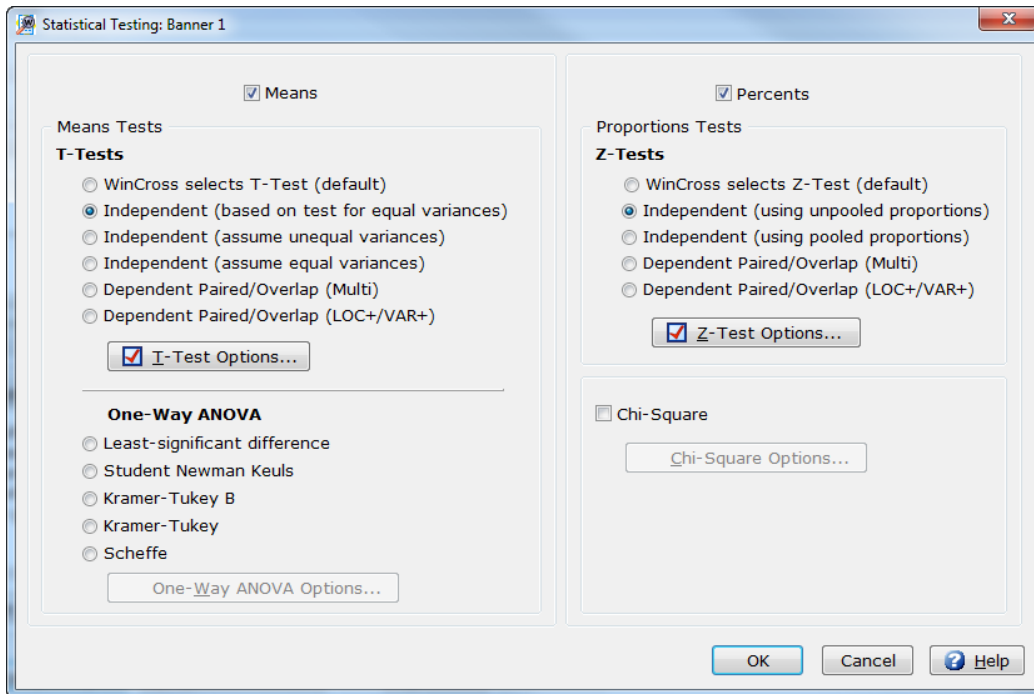 Statistical Testing: Banner 1
Means
Means Tests
T-Tests
WinCross selects T-Test (default)
Independent (based on test for equal variances)
Independent (assume unequal variances)
Independent (assume equal variances)
Dependent Paired/Overlap (Multi)
Dependent Paired/Overlap (LOC+/VAR+)
T-Test Options...
One-Way ANOVA
Least-significant difference
Student Newman Keuls
Kramer-Tukey B
Kramer-Tukey
Scheffe
One-Way ANOVA Options...
Percents
Proportions Tests
Z-Tests
WinCross selects Z-Test (default)
Independent (using unpooled proportions)
Independent (using pooled proportions)
Dependent Paired/Overlap (Multi)
Dependent Paired/Overlap (LOC+/VAR+)
Z-Test Options...
Chi-Square
Chi-Square Options...
OK
Cancel
Help